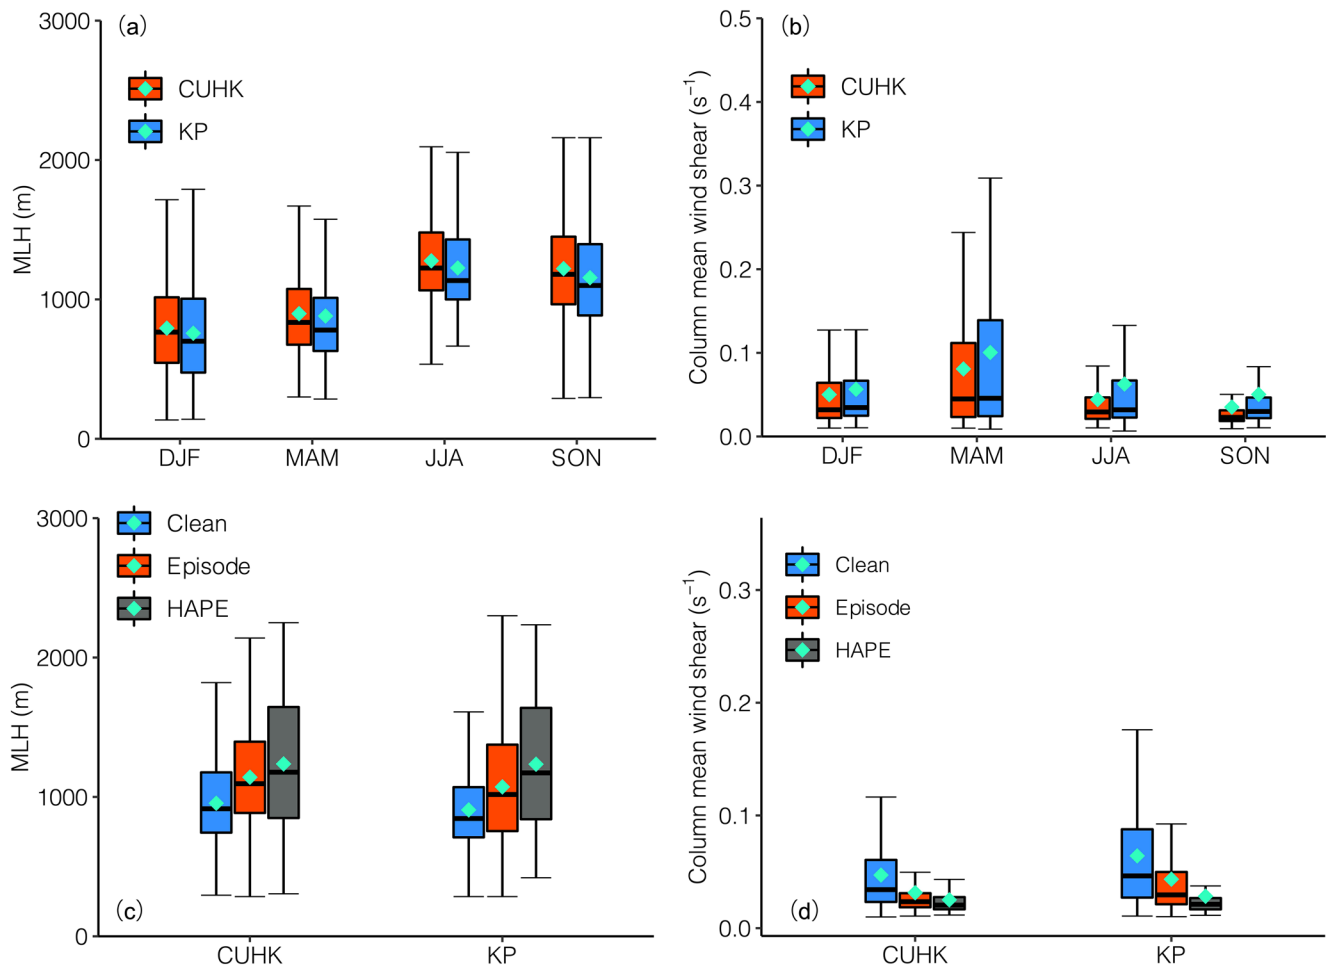 (a)
3000
2000
1000
0
MLH (m)
CUHK
KP
DJF MAM JJA SON
(b)
0.5
0.4
0.3
0.2
0.1
0.0
Column mean wind shear (s⁻¹)
CUHK
KP
DJF MAM JJA SON
3000
2000
1000
0
MLH (m)
Clean
Episode
HAPE
(c)
CUHK KP
0.3
0.2
0.1
0.0
Column mean wind shear (s⁻¹)
Clean
Episode
HAPE
(d)
CUHK KP